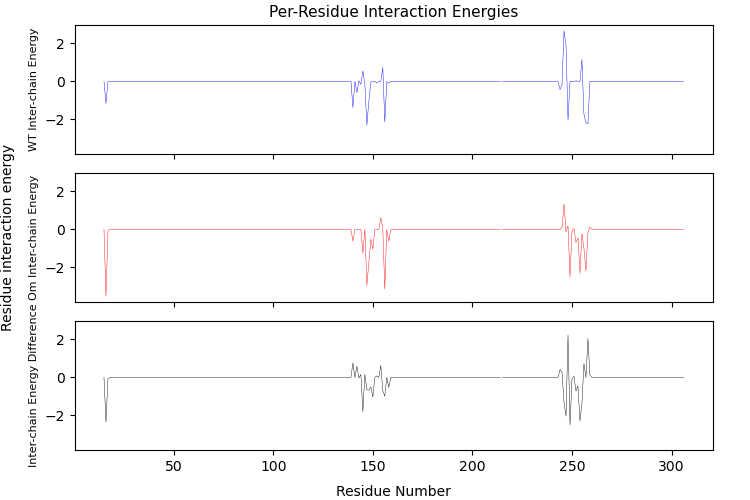 Per-Residue Interaction Energies
Residue interaction energy
WT Inter-chain Energy
2
0
−2
Om Inter-chain Energy
2
0
−2
Inter-chain Energy Difference
2
0
−2
50
100
150
200
250
300
Residue Number